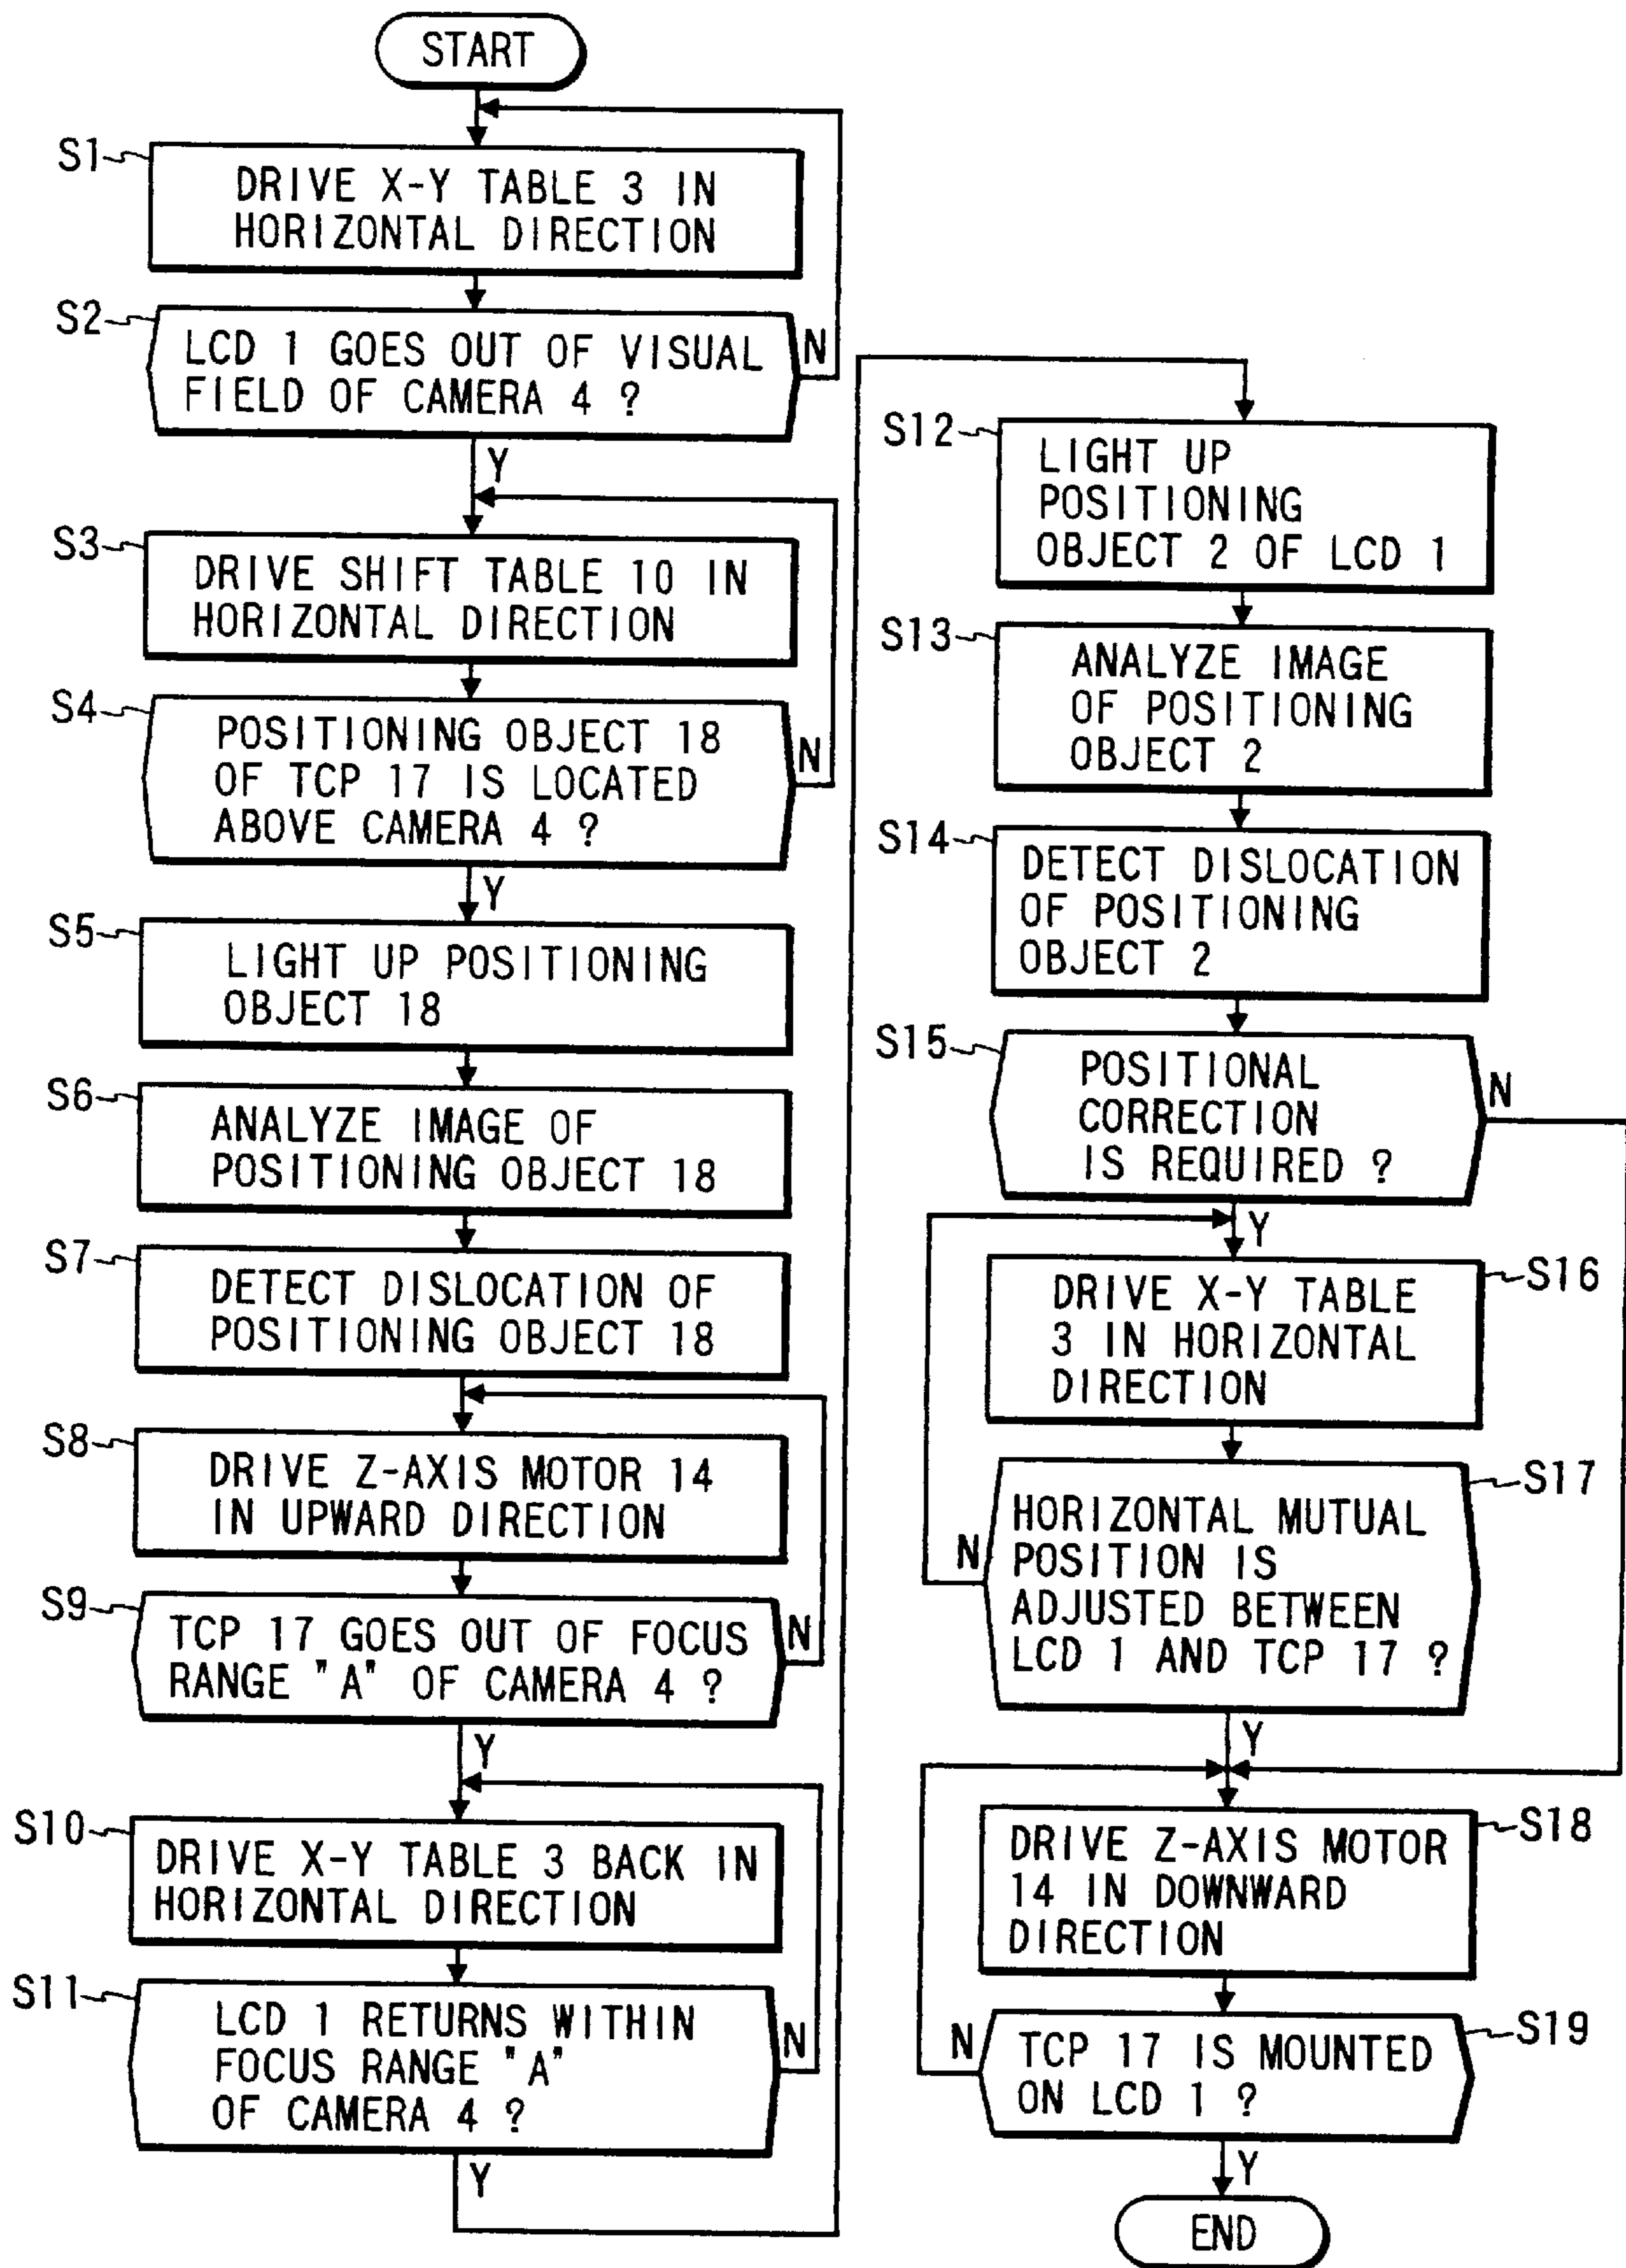 START
S1
DRIVE X-Y TABLE 3 IN
HORIZONTAL DIRECTION
S2
LCD 1 GOES OUT OF VISUAL
FIELD OF CAMERA 4 ?
N
Y
S3
DRIVE SHIFT TABLE 10 IN
HORIZONTAL DIRECTION
S4
POSITIONING OBJECT 18
OF TCP 17 IS LOCATED
ABOVE CAMERA 4 ?
N
Y
S5
LIGHT UP POSITIONING
OBJECT 18
S6
ANALYZE IMAGE OF
POSITIONING OBJECT 18
S7
DETECT DISLOCATION OF
POSITIONING OBJECT 18
S8
DRIVE Z-AXIS MOTOR 14
IN UPWARD DIRECTION
S9
TCP 17 GOES OUT OF FOCUS
RANGE "A" OF CAMERA 4 ?
N
Y
S10
DRIVE X-Y TABLE 3 BACK IN
HORIZONTAL DIRECTION
S11
LCD 1 RETURNS WITHIN
FOCUS RANGE "A"
OF CAMERA 4 ?
N
Y
S12
LIGHT UP
POSITIONING
OBJECT 2 OF LCD 1
S13
ANALYZE IMAGE
OF POSITIONING
OBJECT 2
S14
DETECT DISLOCATION
OF POSITIONING
OBJECT 2
S15
POSITIONAL
CORRECTION
IS REQUIRED ?
N
Y
S16
DRIVE X-Y TABLE
3 IN HORIZONTAL
DIRECTION
S17
HORIZONTAL MUTUAL
POSITION IS
ADJUSTED BETWEEN
LCD 1 AND TCP 17 ?
N
Y
S18
DRIVE Z-AXIS MOTOR
14 IN DOWNWARD
DIRECTION
S19
TCP 17 IS MOUNTED
ON LCD 1 ?
N
Y
END